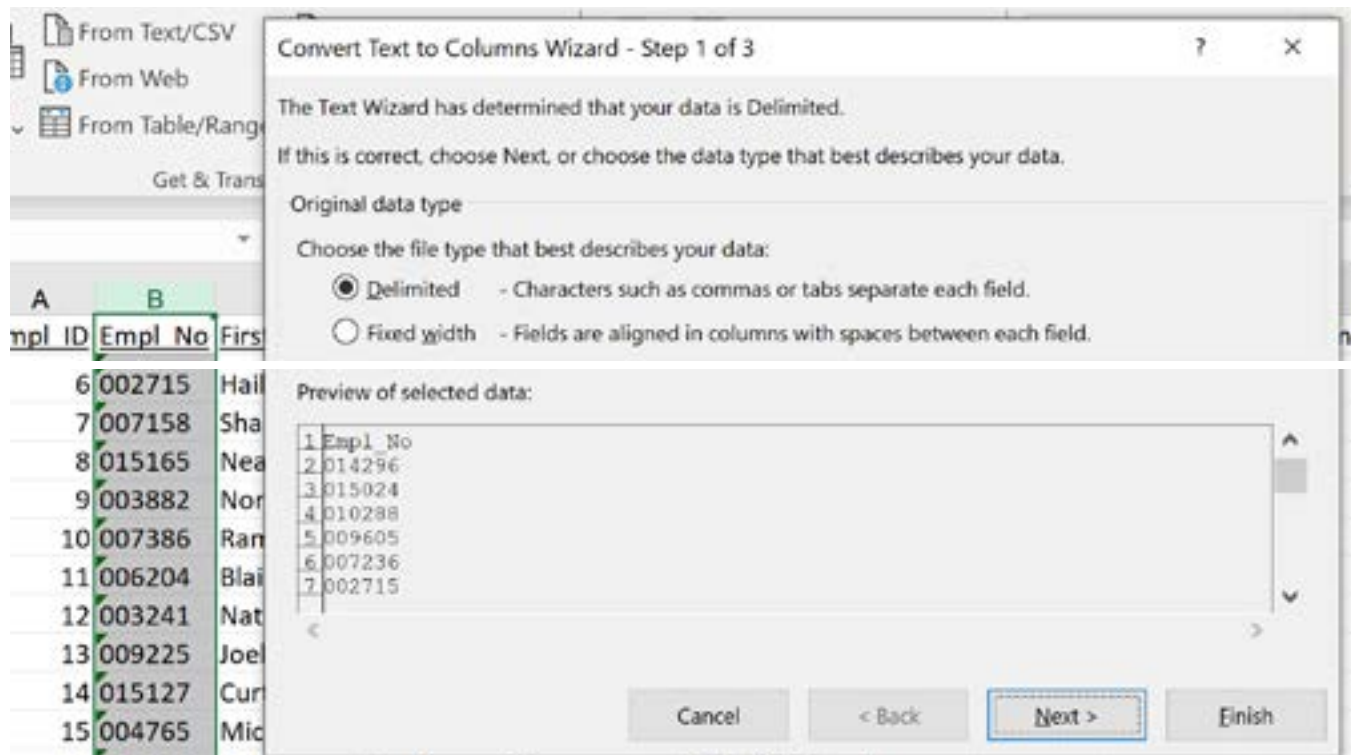 From Text/CSV
From Web
From Table/Range
Get & Trans
Convert Text to Columns Wizard - Step 1 of 3 ? ×
The Text Wizard has determined that your data is Delimited.
If this is correct, choose Next, or choose the data type that best describes your data.
Original data type
Choose the file type that best describes your data:
Delimited - Characters such as commas or tabs separate each field.
Fixed width - Fields are aligned in columns with spaces between each field.
A B
mpl_ID Empl_No Firs
6 002715 Hail
7 007158 Sha
8 015165 Nea
9 003882 Nor
10 007386 Ram
11 006204 Blai
12 003241 Nat
13 009225 Joel
14 015127 Cur
15 004765 Mic
Preview of selected data:
1 Empl_No
2 014296
3 015024
4 010288
5 009605
6 007236
7 002715
Cancel < Back Next > Finish